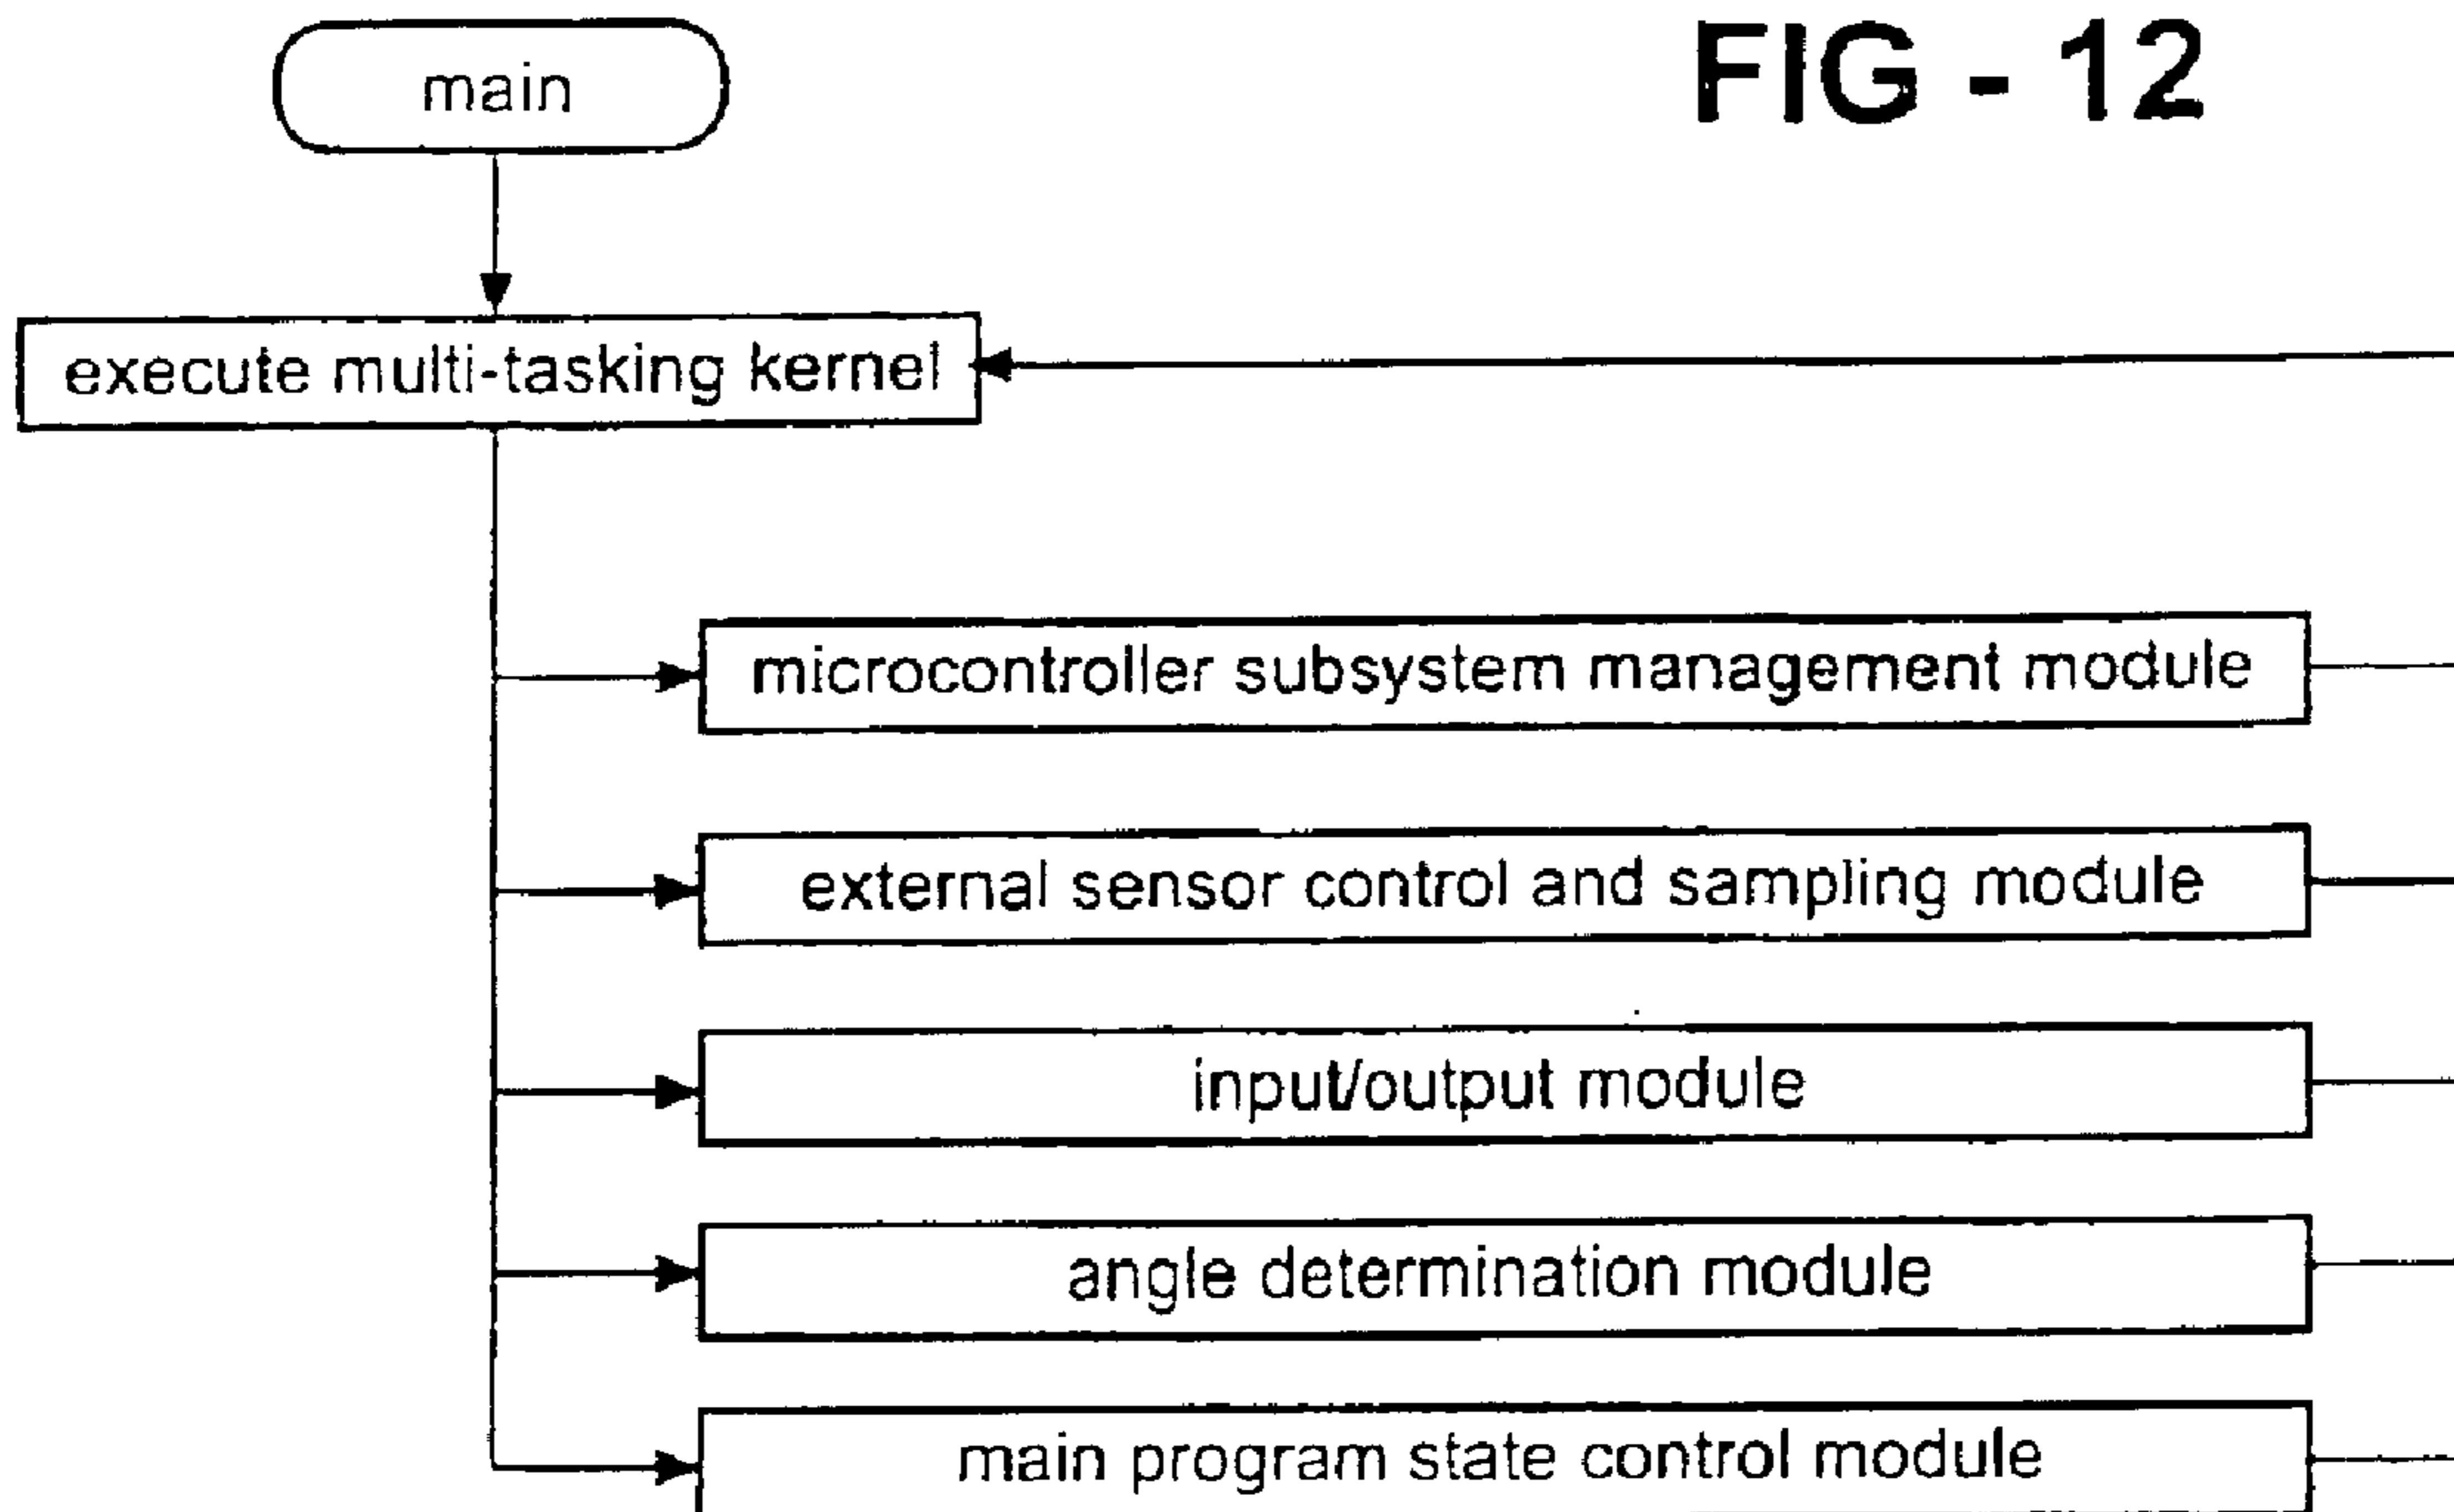 main
FIG - 12
execute multi-tasking kernel
microcontroller subsystem management module
external sensor control and sampling module
input/output module
angle determination module
main program state control module